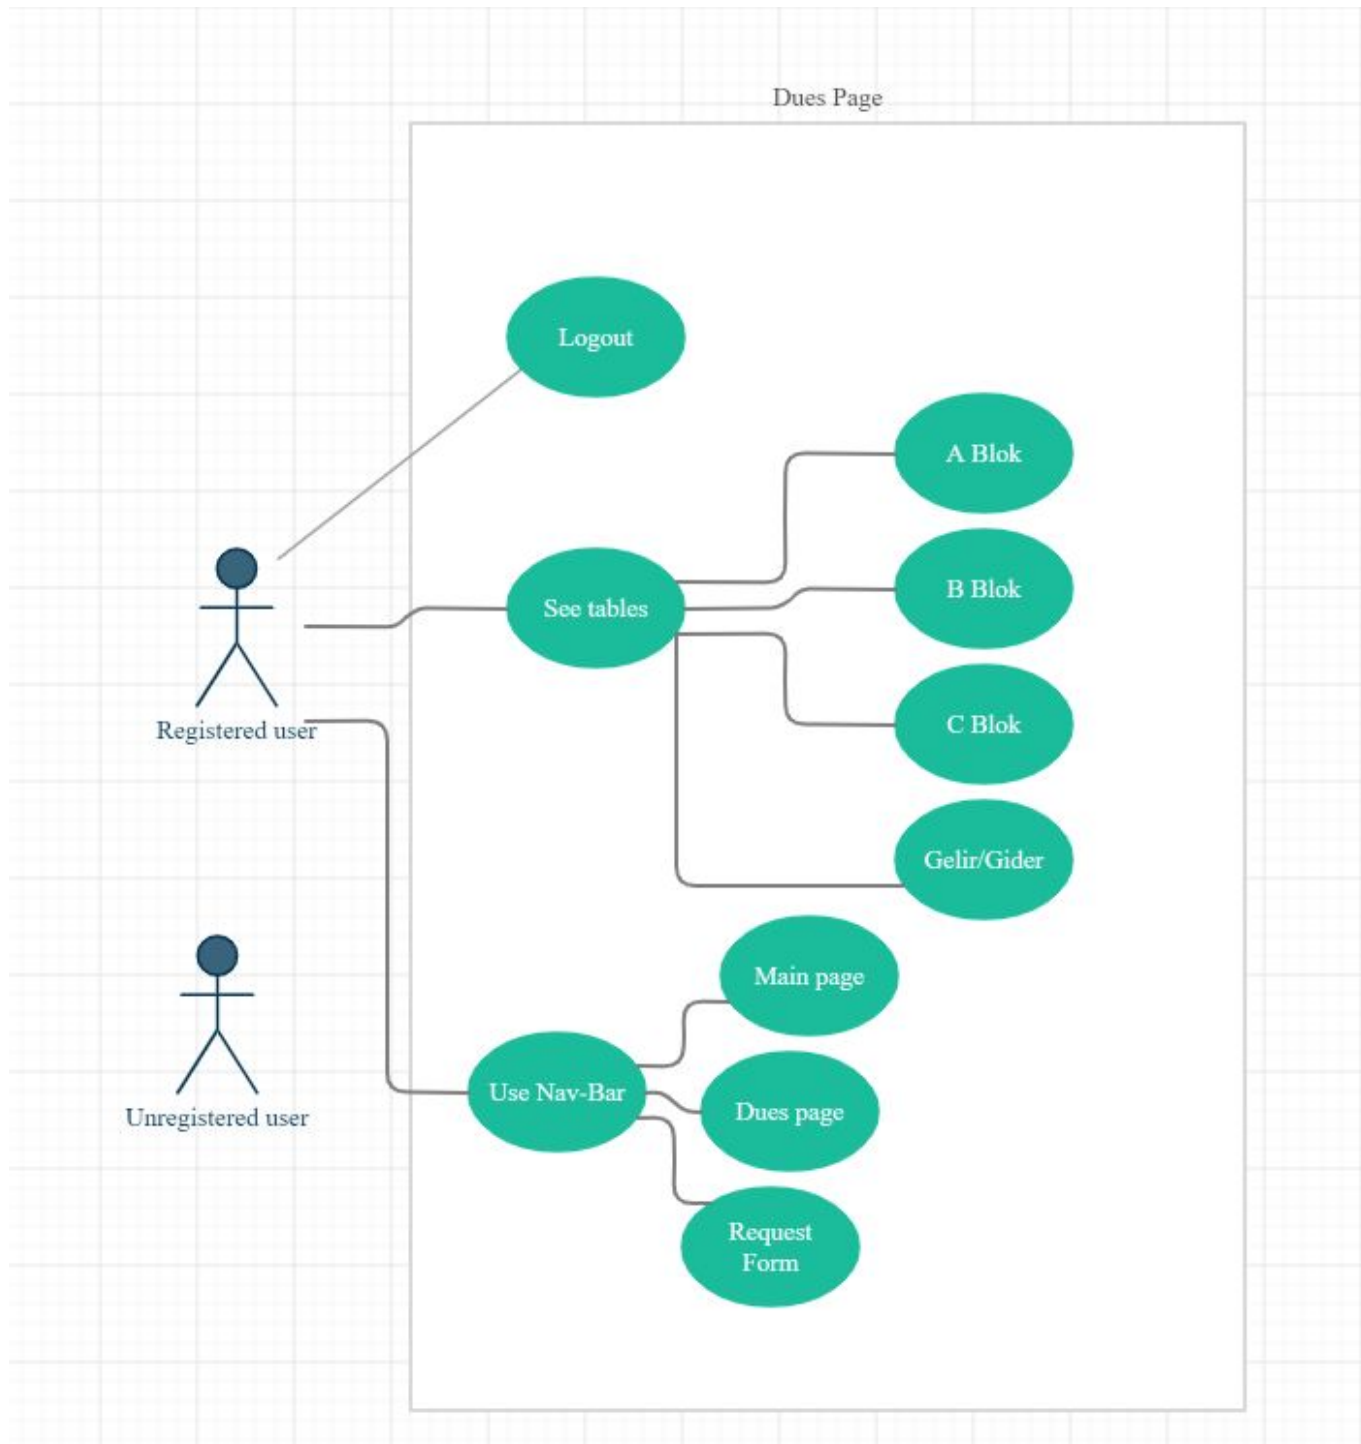 Dues Page
Logout
A Blok
B Blok
See tables
C Blok
Registered user
Gelir/Gider
Main page
Use Nav-Bar
Dues page
Unregistered user
Request
Form